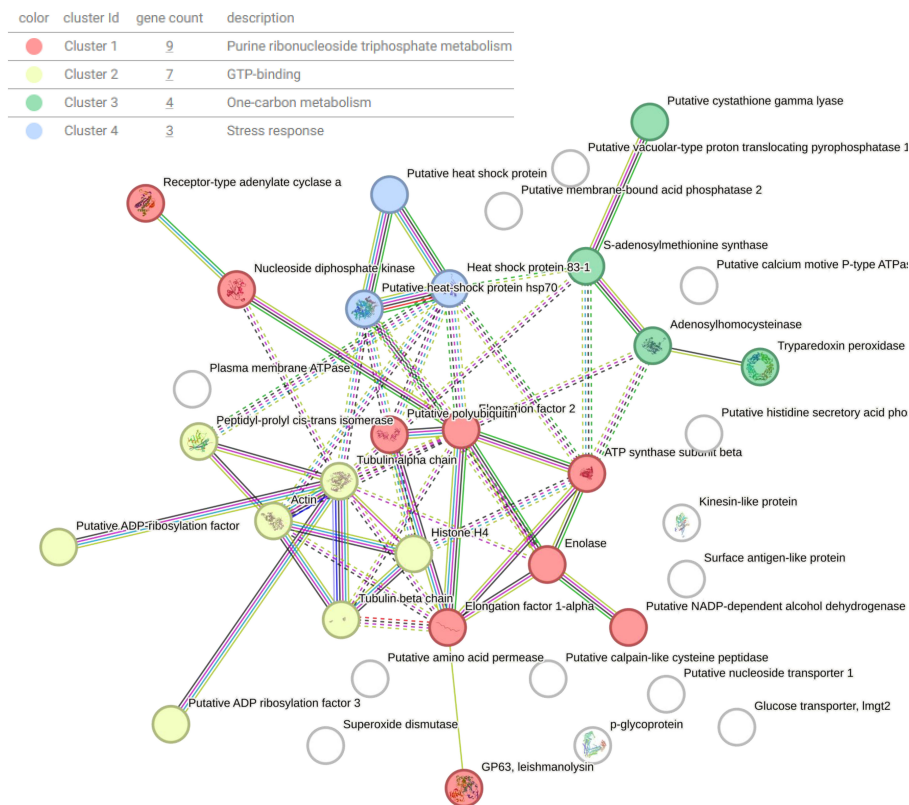 color cluster Id gene count description
Cluster 1 9 Purine ribonucleoside triphosphate metabolism
Cluster 2 7 GTP-binding
Cluster 3 4 One-carbon metabolism
Cluster 4 3 Stress response
Putative cystathione gamma lyase
Putative vacuolar-type proton translocating pyrophosphatase 1
Putative heat shock protein
Receptor-type adenylate cyclase a
Putative membrane-bound acid phosphatase 2
S-adenosylmethionine synthase
Nucleoside diphosphate kinase
Heat shock protein 83-1
Putative calcium motive P-type ATPas
Putative heat-shock protein hsp70
Adenosylhomocysteinase
Tryparedoxin peroxidase
Plasma membrane ATPase
Elongation factor 2
Putative polyubiquitin
Putative histidine secretory acid pho
Peptidyl-prolyl cis-trans isomerase
ATP synthase subunit beta
Tubulin alpha chain
Actin
Kinesin-like protein
Putative ADP-ribosylation factor
Histone H4
Enolase
Surface antigen-like protein
Tubulin beta chain
Elongation factor 1-alpha
Putative NADP-dependent alcohol dehydrogenase
Putative amino acid permease
Putative calpain-like cysteine peptidase
Putative nucleoside transporter 1
Putative ADP ribosylation factor 3
Glucose transporter, lmgt2
Superoxide dismutase
p-glycoprotein
GP63, leishmanolysin